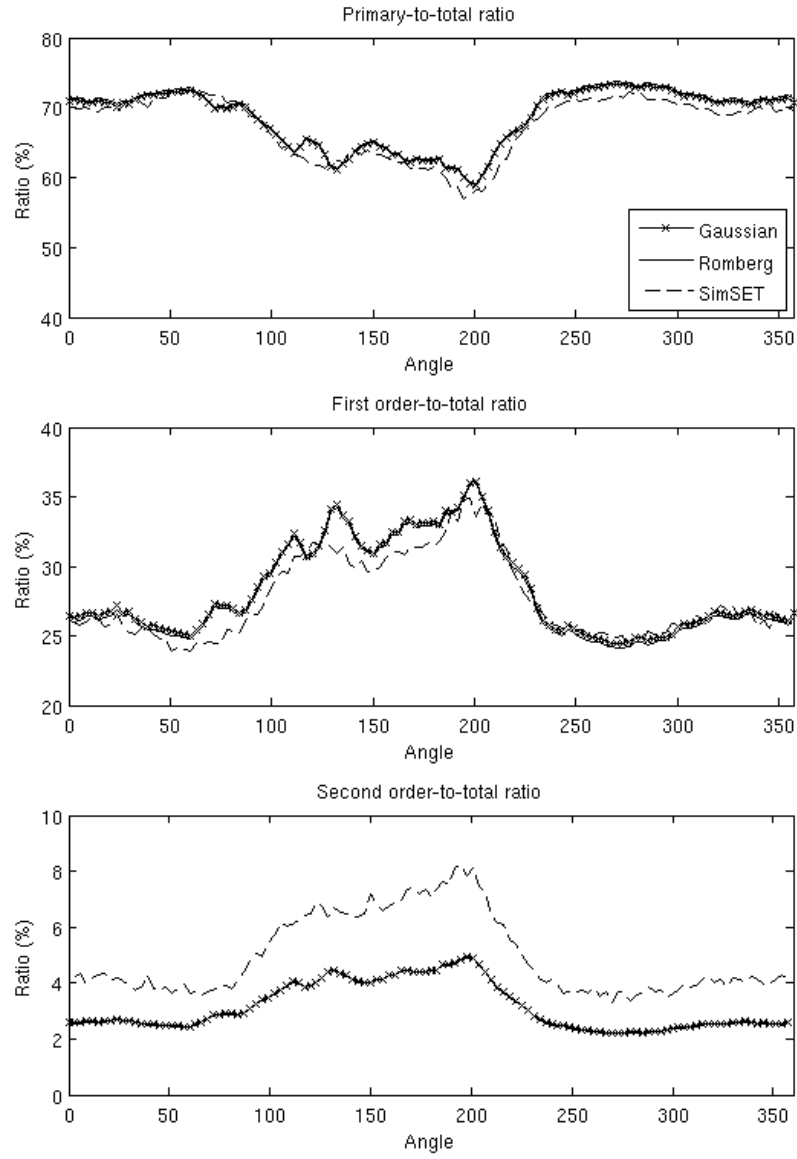 Primary-to-total ratio
80
70
60
50
40
Ratio (%)
Gaussian
Romberg
SimSET
0 50 100 150 200 250 300 350
Angle
First order-to-total ratio
40
35
30
25
20
Ratio (%)
0 50 100 150 200 250 300 350
Angle
Second order-to-total ratio
10
8
6
4
2
0
Ratio (%)
0 50 100 150 200 250 300 350
Angle